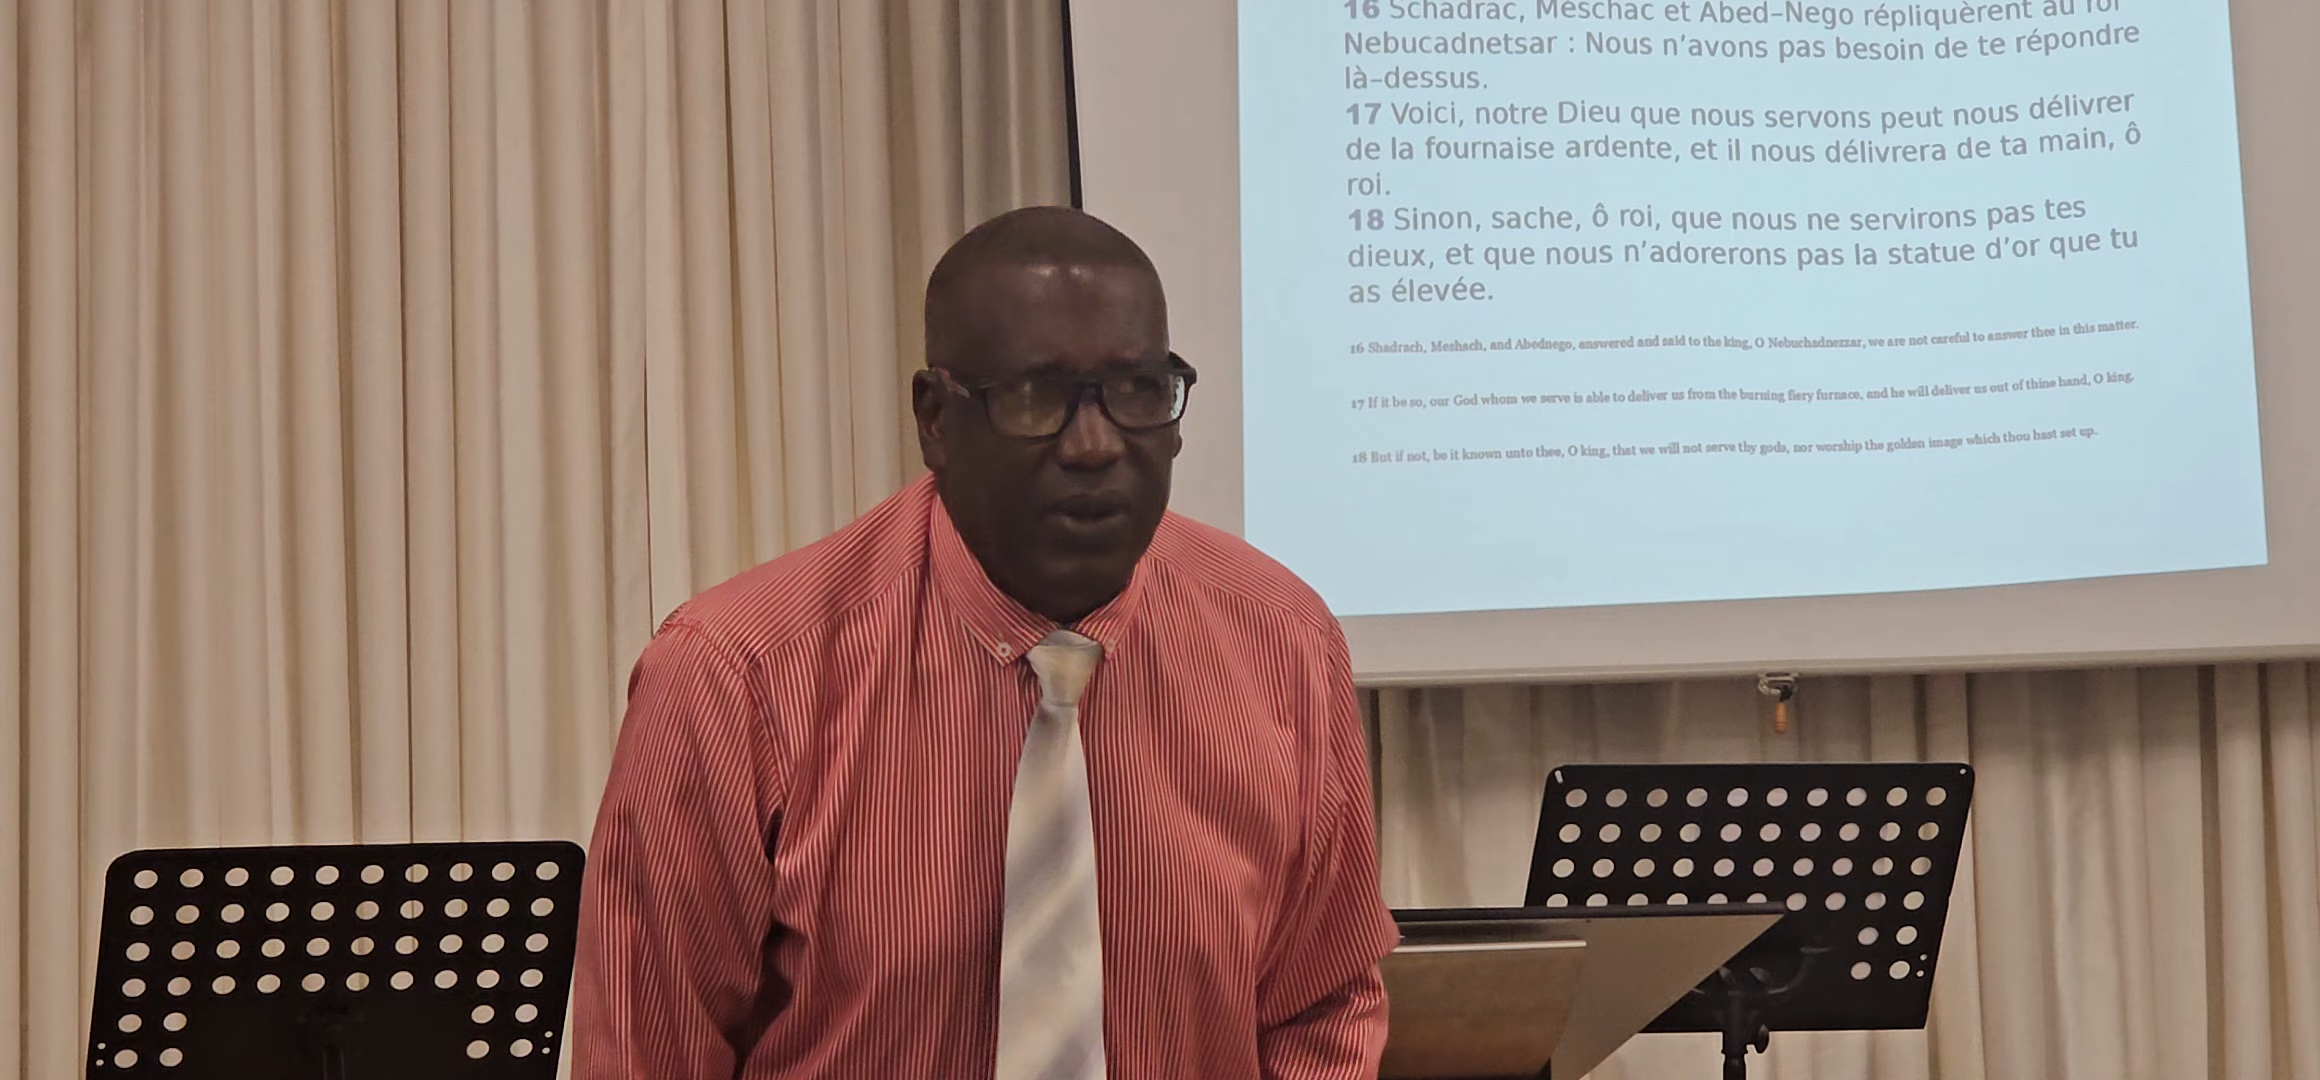 16 Schadrac, Meschac et Abed-Nego répliquèrent au roi
Nebucadnetsar : Nous n'avons pas besoin de te répondre
là-dessus.
17 Voici, notre Dieu que nous servons peut nous délivrer
de la fournaise ardente, et il nous délivrera de ta main, ô
roi.
18 Sinon, sache, ô roi, que nous ne servirons pas tes
dieux, et que nous n'adorerons pas la statue d'or que tu
as élevée.
16 Shadrach, Meshach, and Abednego, answered and said to the king, O Nebuchadnezzar, we are not careful to answer thee in this matter.
17 If it be so, our God whom we serve is able to deliver us from the burning fiery furnace, and he will deliver us out of thine hand, O king.
18 But if not, be it known unto thee, O king, that we will not serve thy gods, nor worship the golden image which thou hast set up.